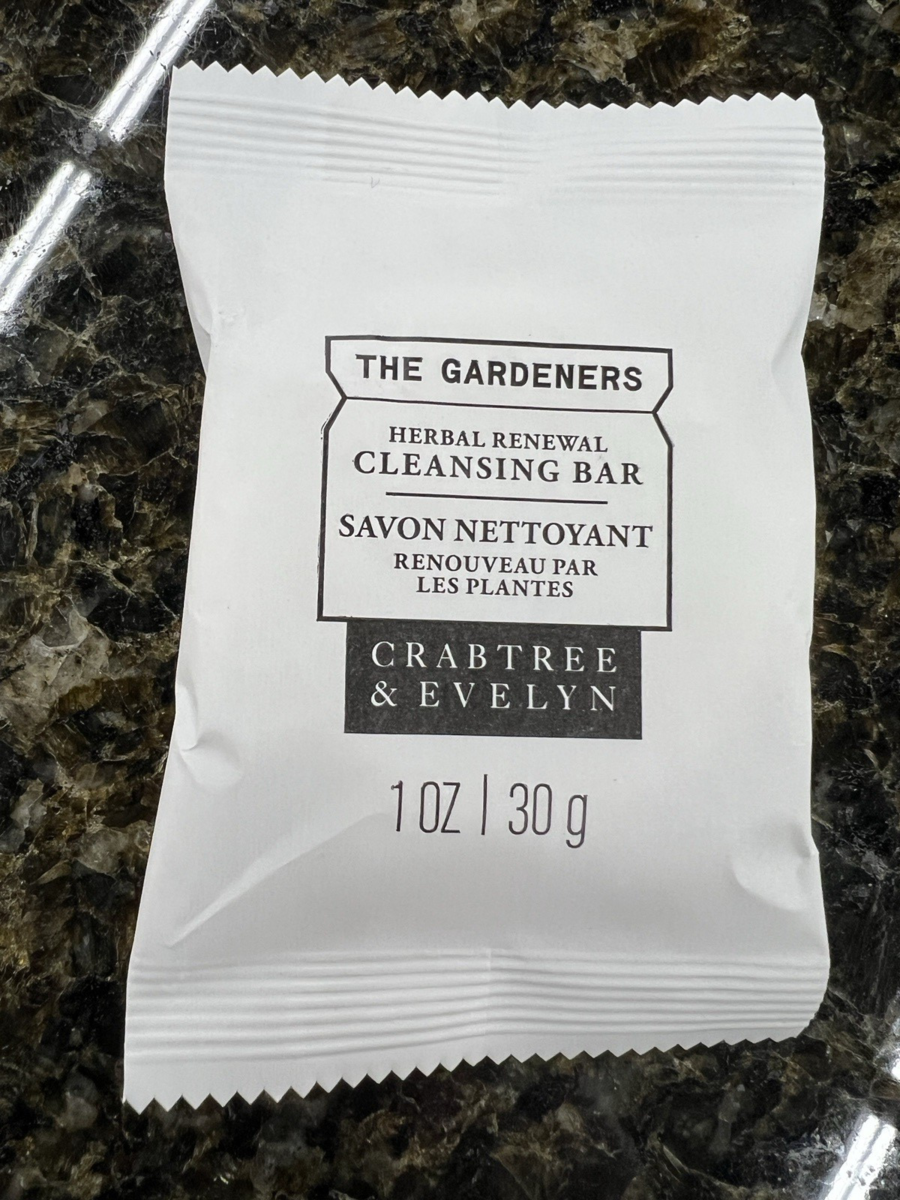 THE GARDENERS
HERBAL RENEWAL
CLEANSING BAR
SAVON NETTOYANT
RENOUVEAU PAR
LES PLANTES
CRABTREE
& EVELYN
1 OZ | 30 g